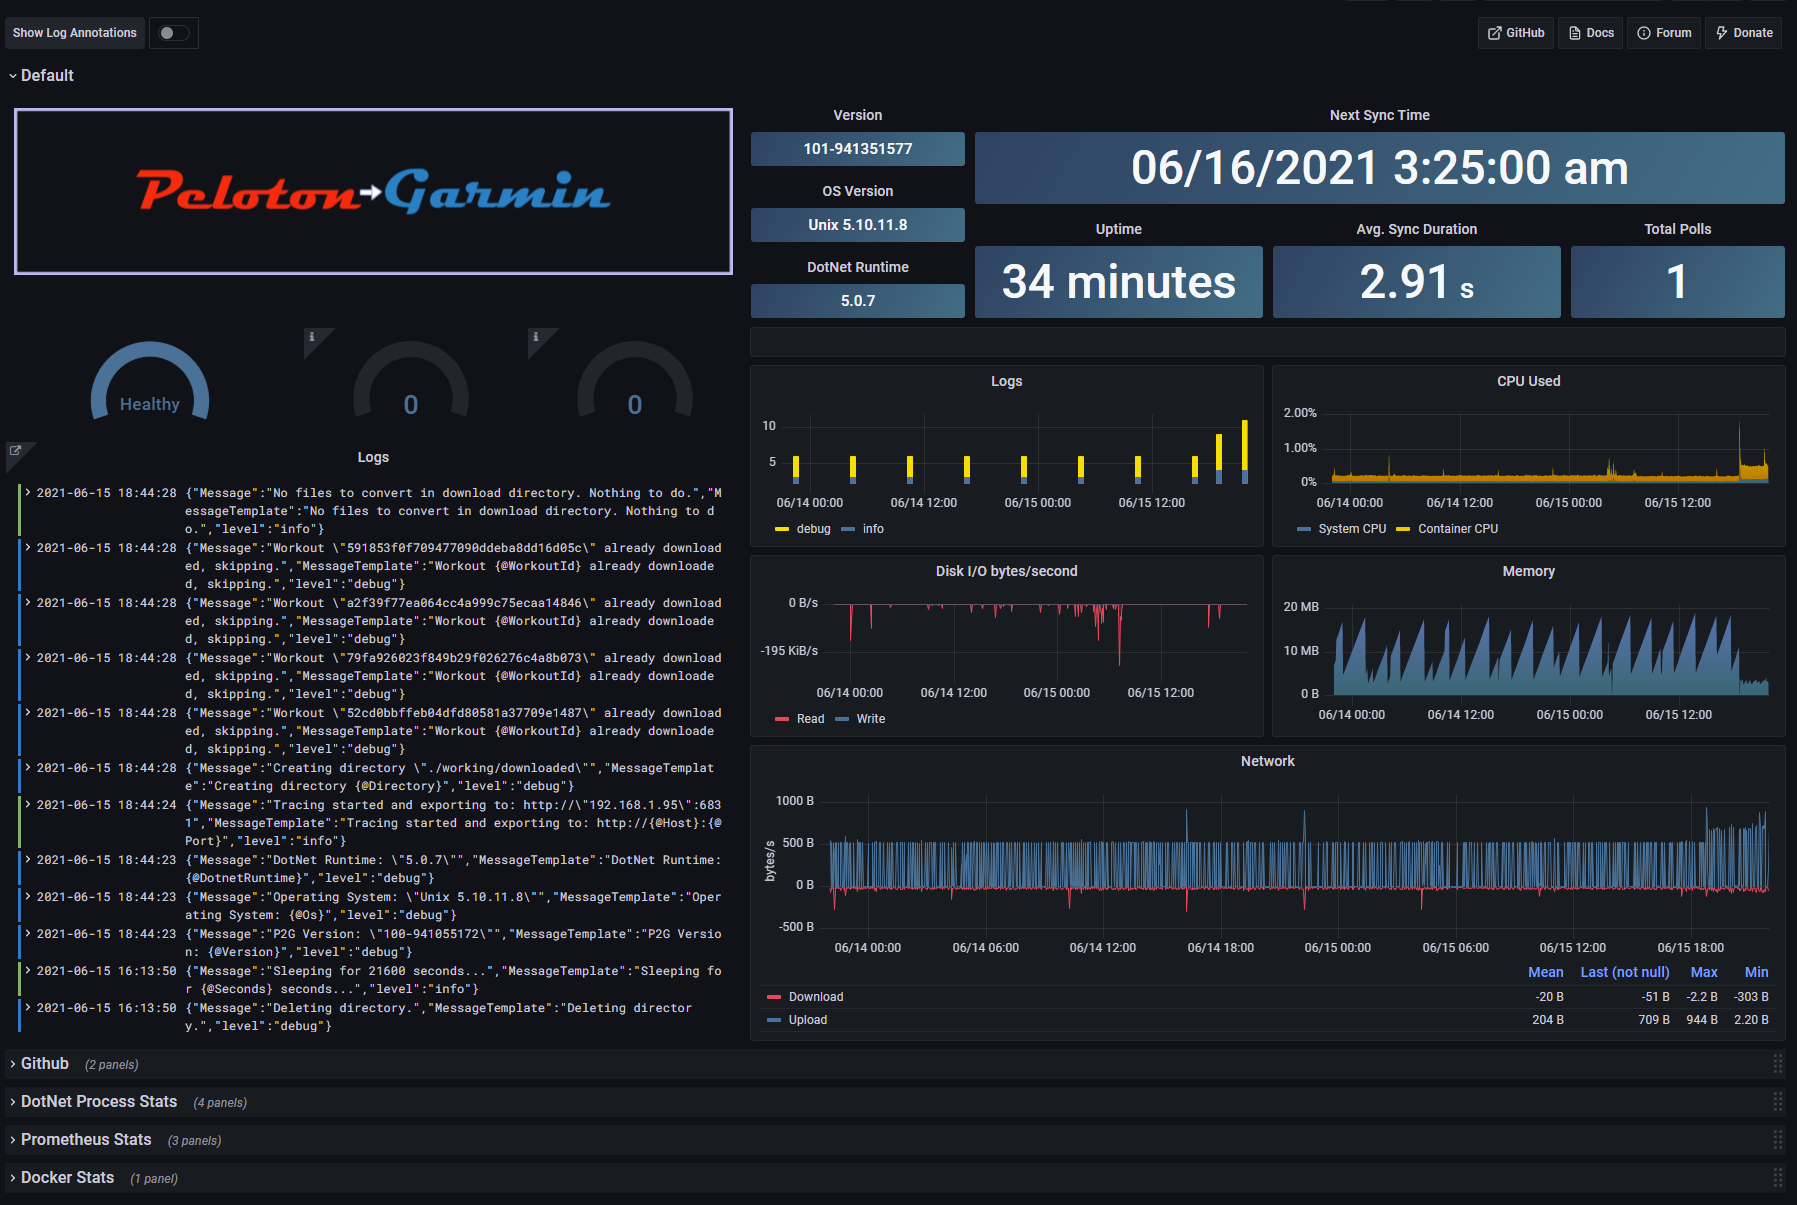 Show Log Annotations
GitHub
Docs
Forum
Donate
Default
Peloton Garmin
Version
101-941351577
OS Version
Unix 5.10.11.8
DotNet Runtime
5.0.7
Next Sync Time
06/16/2021 3:25:00 am
Uptime
34 minutes
Avg. Sync Duration
2.91 s
Total Polls
1
Healthy
0
0
Logs
2021-06-15 18:44:28 {"Message":"No files to convert in download directory. Nothing to do.","M
essageTemplate":"No files to convert in download directory. Nothing to d
o.","level":"info"}
2021-06-15 18:44:28 {"Message":"Workout \"591853f0f709477090ddeba8dd16d05c\" already download
ed, skipping.","MessageTemplate":"Workout {@WorkoutId} already downloade
d, skipping.","level":"debug"}
2021-06-15 18:44:28 {"Message":"Workout \"a2f39f77ea064cc4a999c75ecaa14846\" already download
ed, skipping.","MessageTemplate":"Workout {@WorkoutId} already downloade
d, skipping.","level":"debug"}
2021-06-15 18:44:28 {"Message":"Workout \"79fa926023f849b29f026276c4a8b073\" already download
ed, skipping.","MessageTemplate":"Workout {@WorkoutId} already downloade
d, skipping.","level":"debug"}
2021-06-15 18:44:28 {"Message":"Workout \"52cd0bbffeb04dfd80581a37709e1487\" already download
ed, skipping.","MessageTemplate":"Workout {@WorkoutId} already downloade
d, skipping.","level":"debug"}
2021-06-15 18:44:28 {"Message":"Creating directory \"./working/downloaded\"","MessageTemplat
e":"Creating directory {@Directory}","level":"debug"}
2021-06-15 18:44:24 {"Message":"Tracing started and exporting to: http://\"192.168.1.95\":683
1","MessageTemplate":"Tracing started and exporting to: http://{@Host}:{@
Port}","level":"info"}
2021-06-15 18:44:23 {"Message":"DotNet Runtime: \"5.0.7\"","MessageTemplate":"DotNet Runtime:
{@DotnetRuntime}","level":"debug"}
2021-06-15 18:44:23 {"Message":"Operating System: \"Unix 5.10.11.8\"","MessageTemplate":"Oper
ating System: {@Os}","level":"debug"}
2021-06-15 18:44:23 {"Message":"P2G Version: \"100-941055172\"","MessageTemplate":"P2G Versio
n: {@Version}","level":"debug"}
2021-06-15 16:13:50 {"Message":"Sleeping for 21600 seconds...","MessageTemplate":"Sleeping fo
r {@Seconds} seconds...","level":"info"}
2021-06-15 16:13:50 {"Message":"Deleting directory.","MessageTemplate":"Deleting director
y.","level":"debug"}
Logs
10
5
06/14 00:00 06/14 12:00 06/15 00:00 06/15 12:00
debug info
CPU Used
2.00%
1.00%
0%
06/14 00:00 06/14 12:00 06/15 00:00 06/15 12:00
System CPU Container CPU
Disk I/O bytes/second
0 B/s
-195 KiB/s
06/14 00:00 06/14 12:00 06/15 00:00 06/15 12:00
Read Write
Memory
20 MB
10 MB
0 B
06/14 00:00 06/14 12:00 06/15 00:00 06/15 12:00
Network
bytes/s
1000 B
500 B
0 B
-500 B
06/14 00:00 06/14 06:00 06/14 12:00 06/14 18:00 06/15 00:00 06/15 06:00 06/15 12:00 06/15 18:00
Mean Last (not null) Max Min
Download -20 B -51 B -2.2 B -303 B
Upload 204 B 709 B 944 B 2.20 B
Github (2 panels)
DotNet Process Stats (4 panels)
Prometheus Stats (3 panels)
Docker Stats (1 panel)